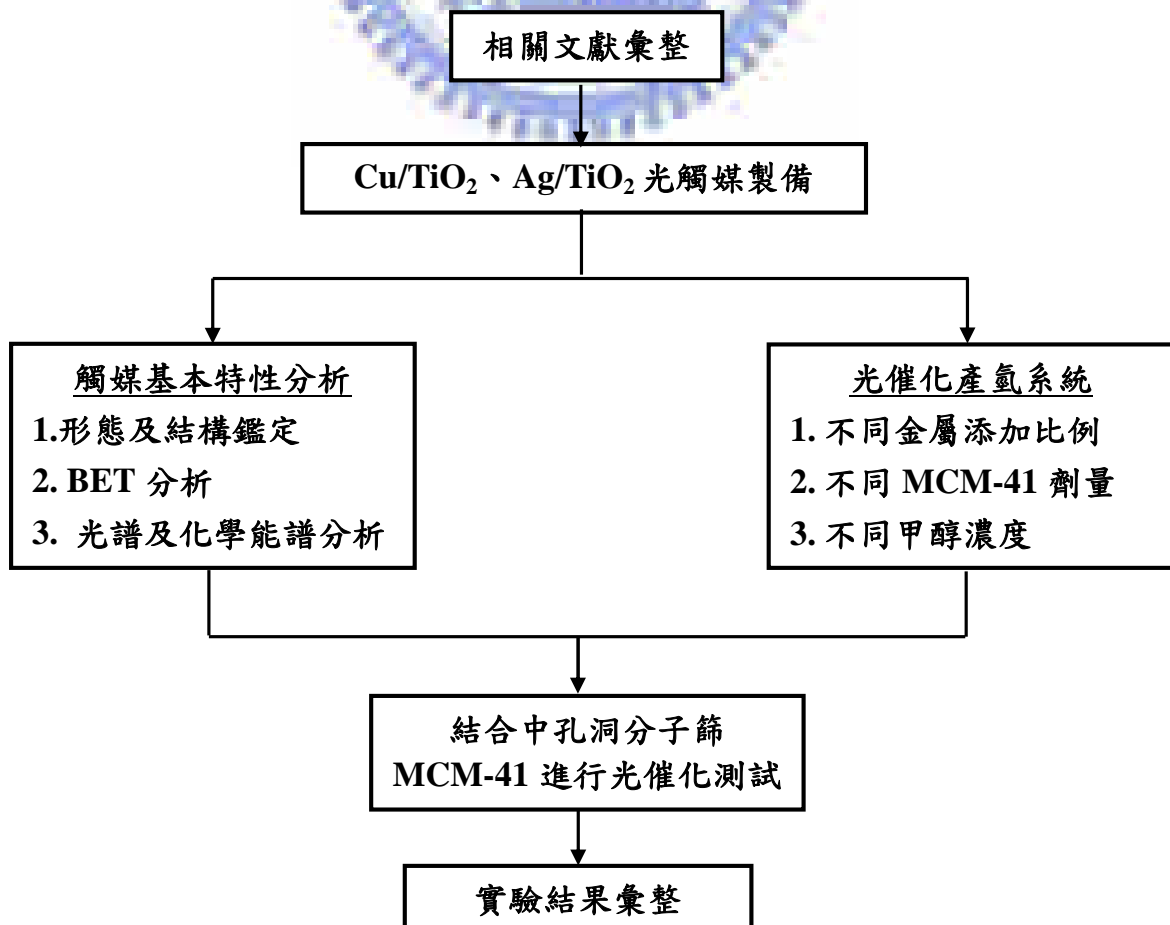 相關文獻彙整
Cu/TiO₂、Ag/TiO₂ 光觸媒製備
觸媒基本特性分析
1.形態及結構鑑定
2. BET 分析
3. 光譜及化學能譜分析
光催化產氫系統
1. 不同金屬添加比例
2. 不同 MCM-41 劑量
3. 不同甲醇濃度
結合中孔洞分子篩
MCM-41 進行光催化測試
實驗結果彙整